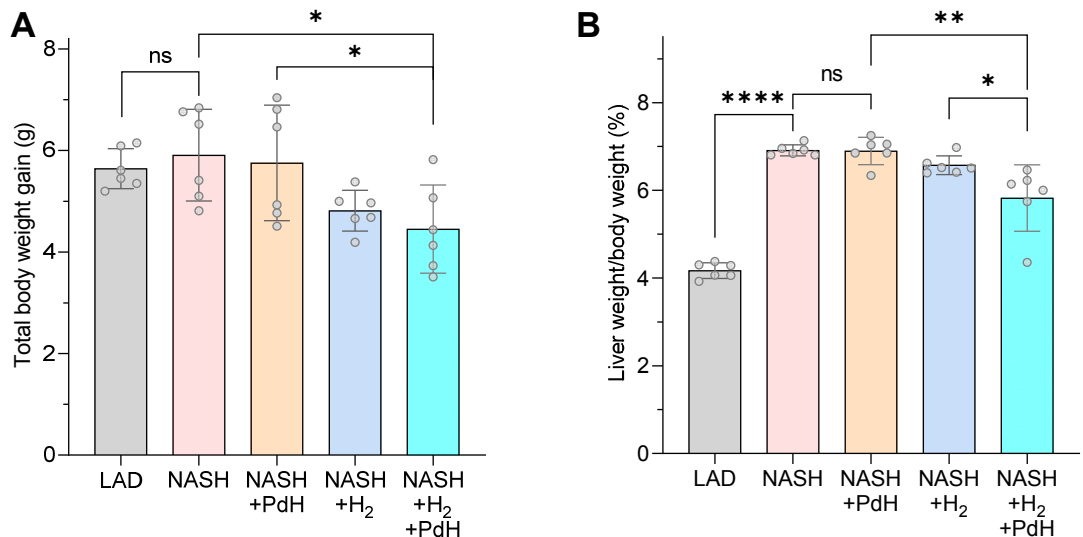 A
Total body weight gain (g)
8
6
4
2
0
*
*
ns
LAD
NASH
NASH
+PdH
NASH
+H₂
NASH
+H₂
+PdH
B
Liver weight/body weight (%)
8
6
4
2
0
**
ns
*
****
LAD
NASH
NASH
+PdH
NASH
+H₂
NASH
+H₂
+PdH